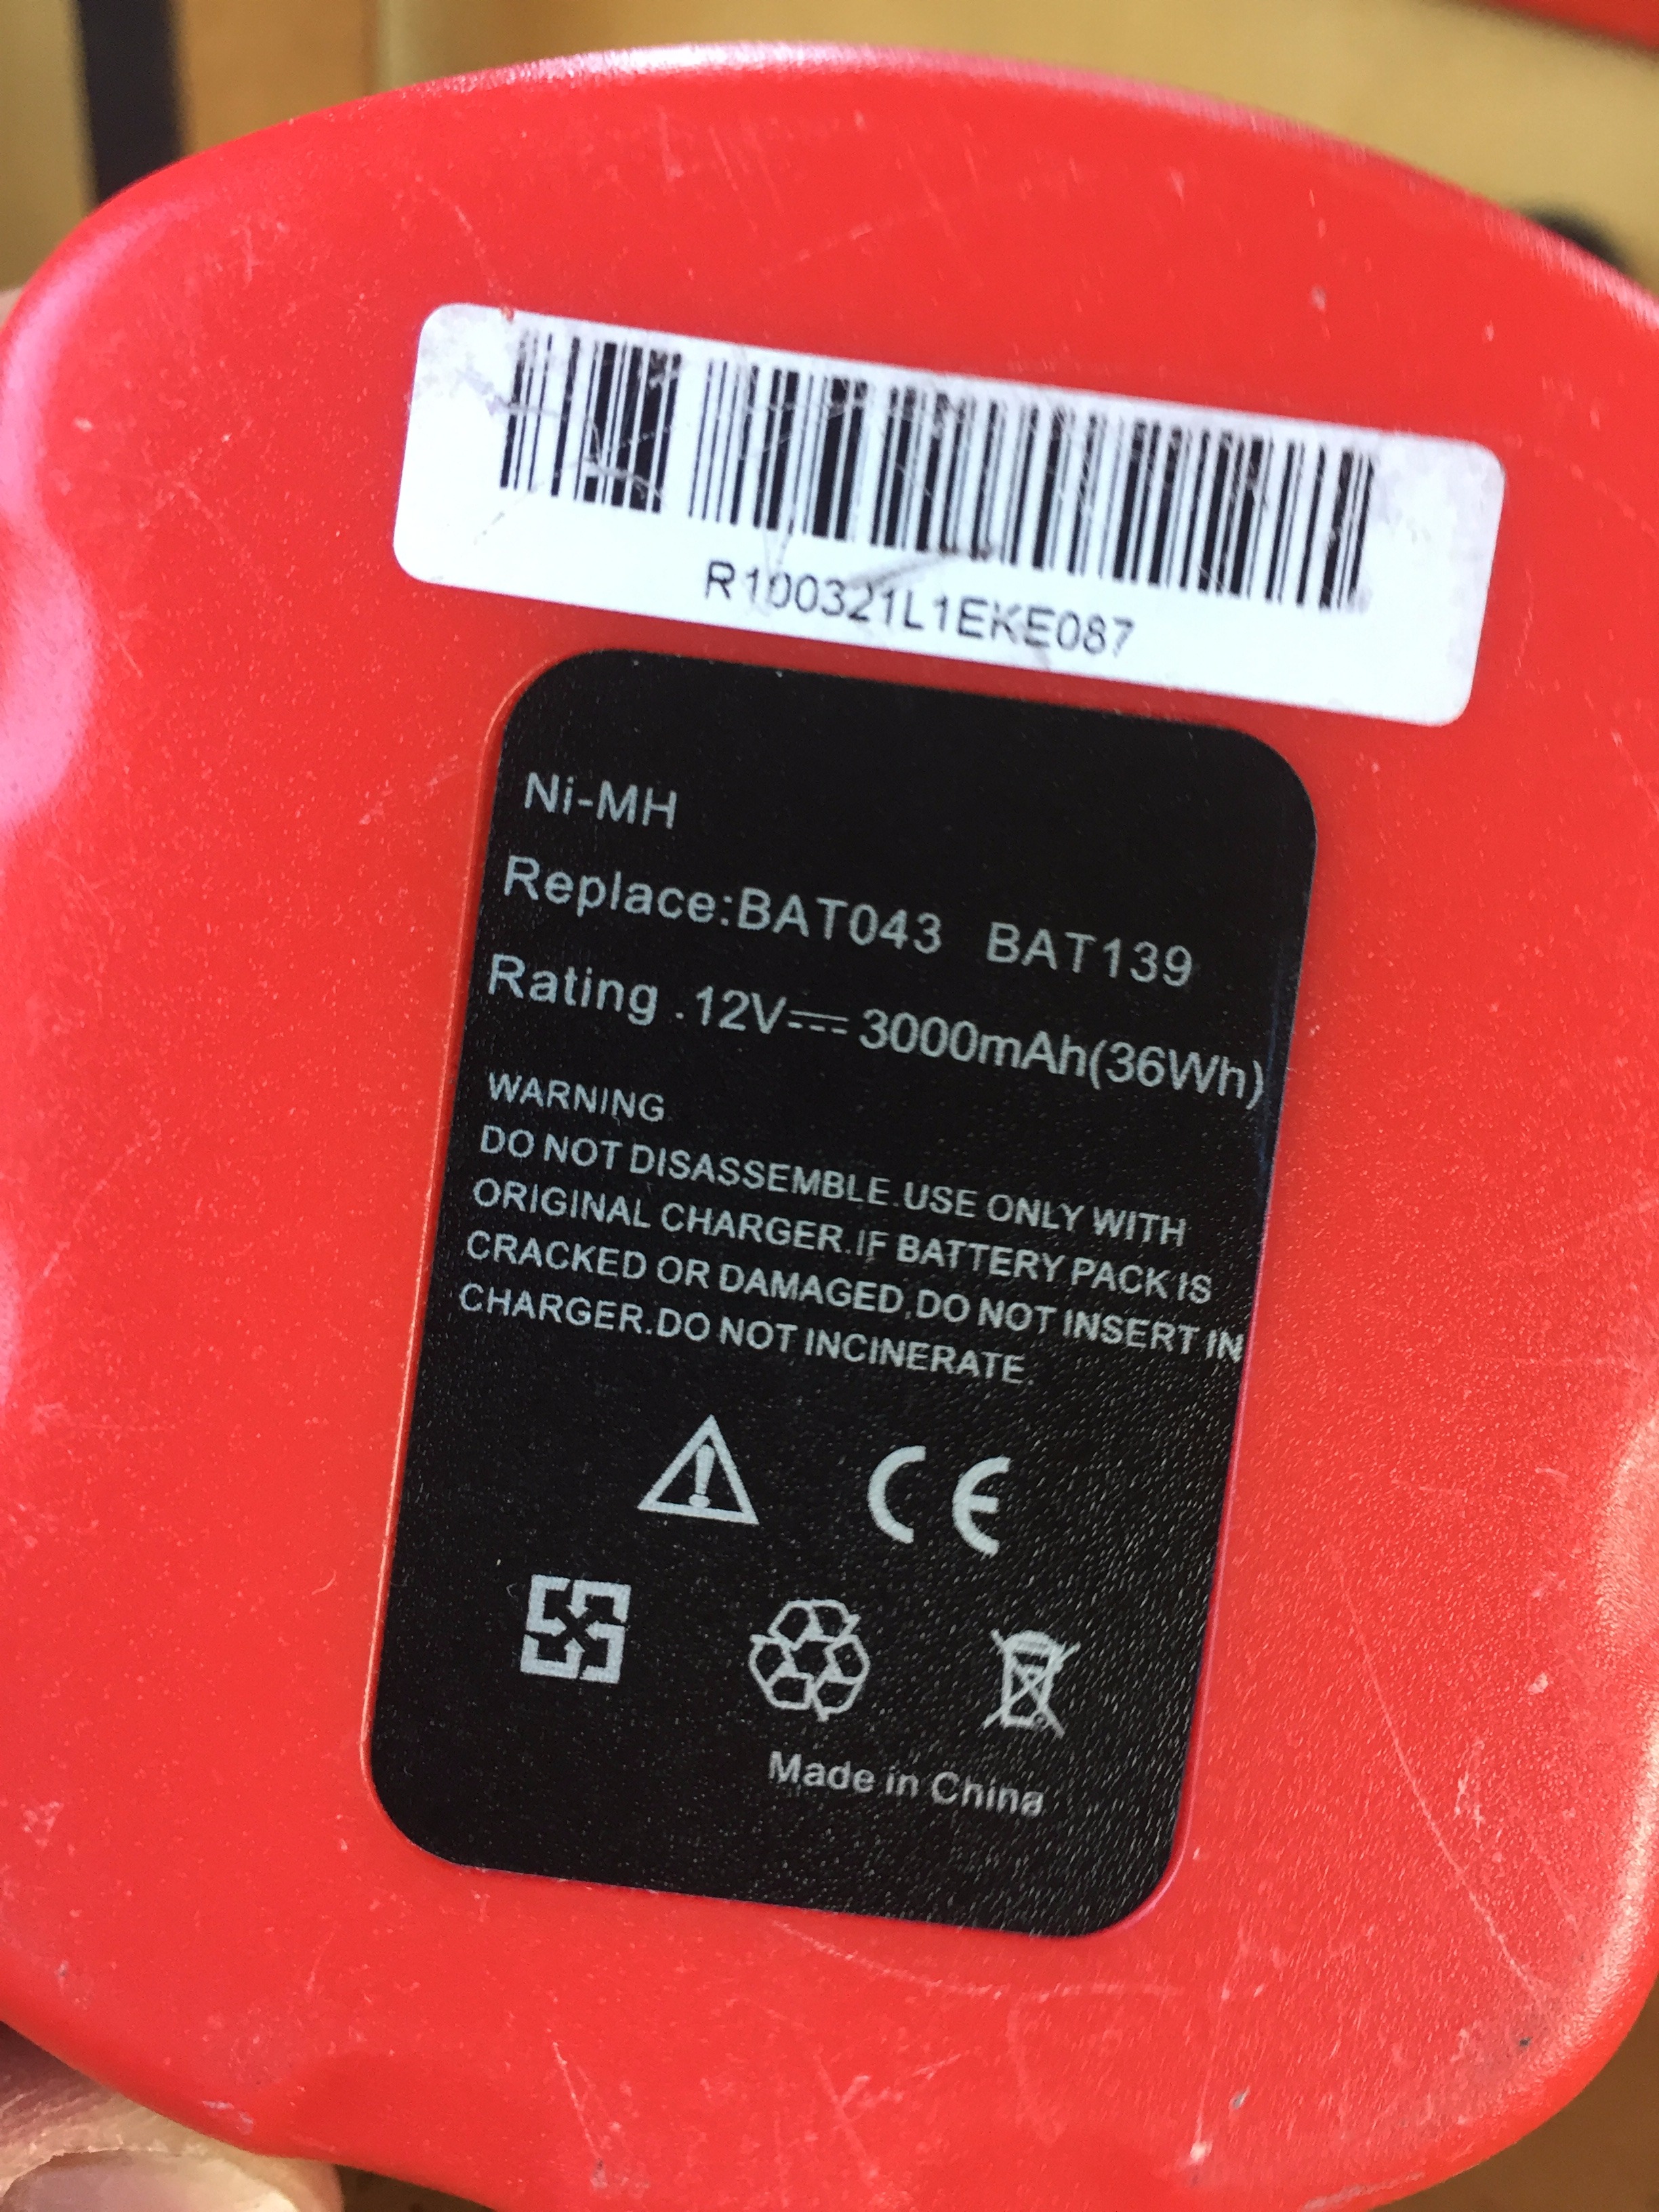 R100321L1EKE087
Ni-MH
Replace:BAT043 BAT139
Rating .12V⎓3000mAh(36Wh)
WARNING
DO NOT DISASSEMBLE.USE ONLY WITH
ORIGINAL CHARGER.IF BATTERY PACK IS
CRACKED OR DAMAGED,DO NOT INSERT IN
CHARGER.DO NOT INCINERATE.
CE
Made in China